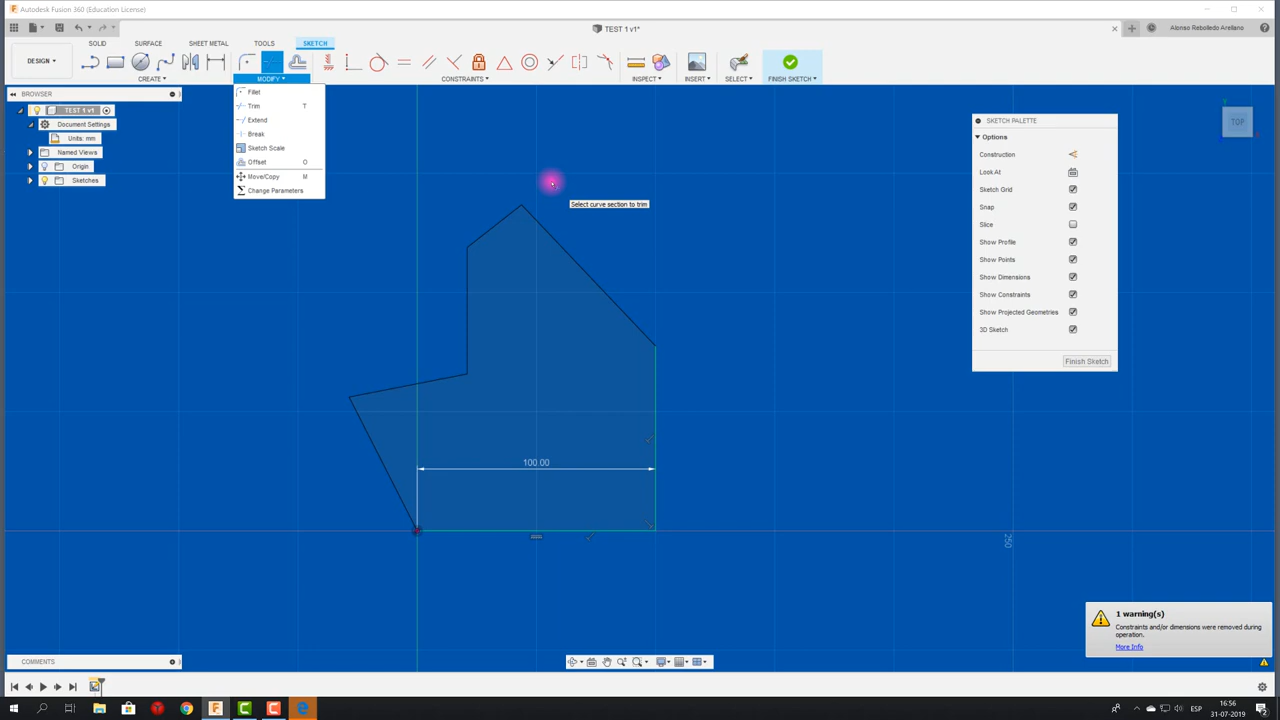 Autodesk Fusion 360 (Education License)
TEST 1 v1*
Alonso Rebolledo Arellano
DESIGN
SOLID
SURFACE
SHEET METAL
TOOLS
SKETCH
CREATE
MODIFY
CONSTRAINTS
INSPECT
INSERT
SELECT
FINISH SKETCH
BROWSER
TEST 1 v1
Document Settings
Units: mm
Named Views
Origin
Sketches
Fillet
Trim T
Extend
Break
Sketch Scale
Offset O
Move/Copy M
Change Parameters
Select curve section to trim
100.00
250
TOP
SKETCH PALETTE
Options
Construction
Look At
Sketch Grid
Snap
Slice
Show Profile
Show Points
Show Dimensions
Show Constraints
Show Projected Geometries
3D Sketch
Finish Sketch
1 warning(s)
Constraints and/or dimensions were removed during
operation.
More Info
COMMENTS
ESP
16:56
31-07-2019